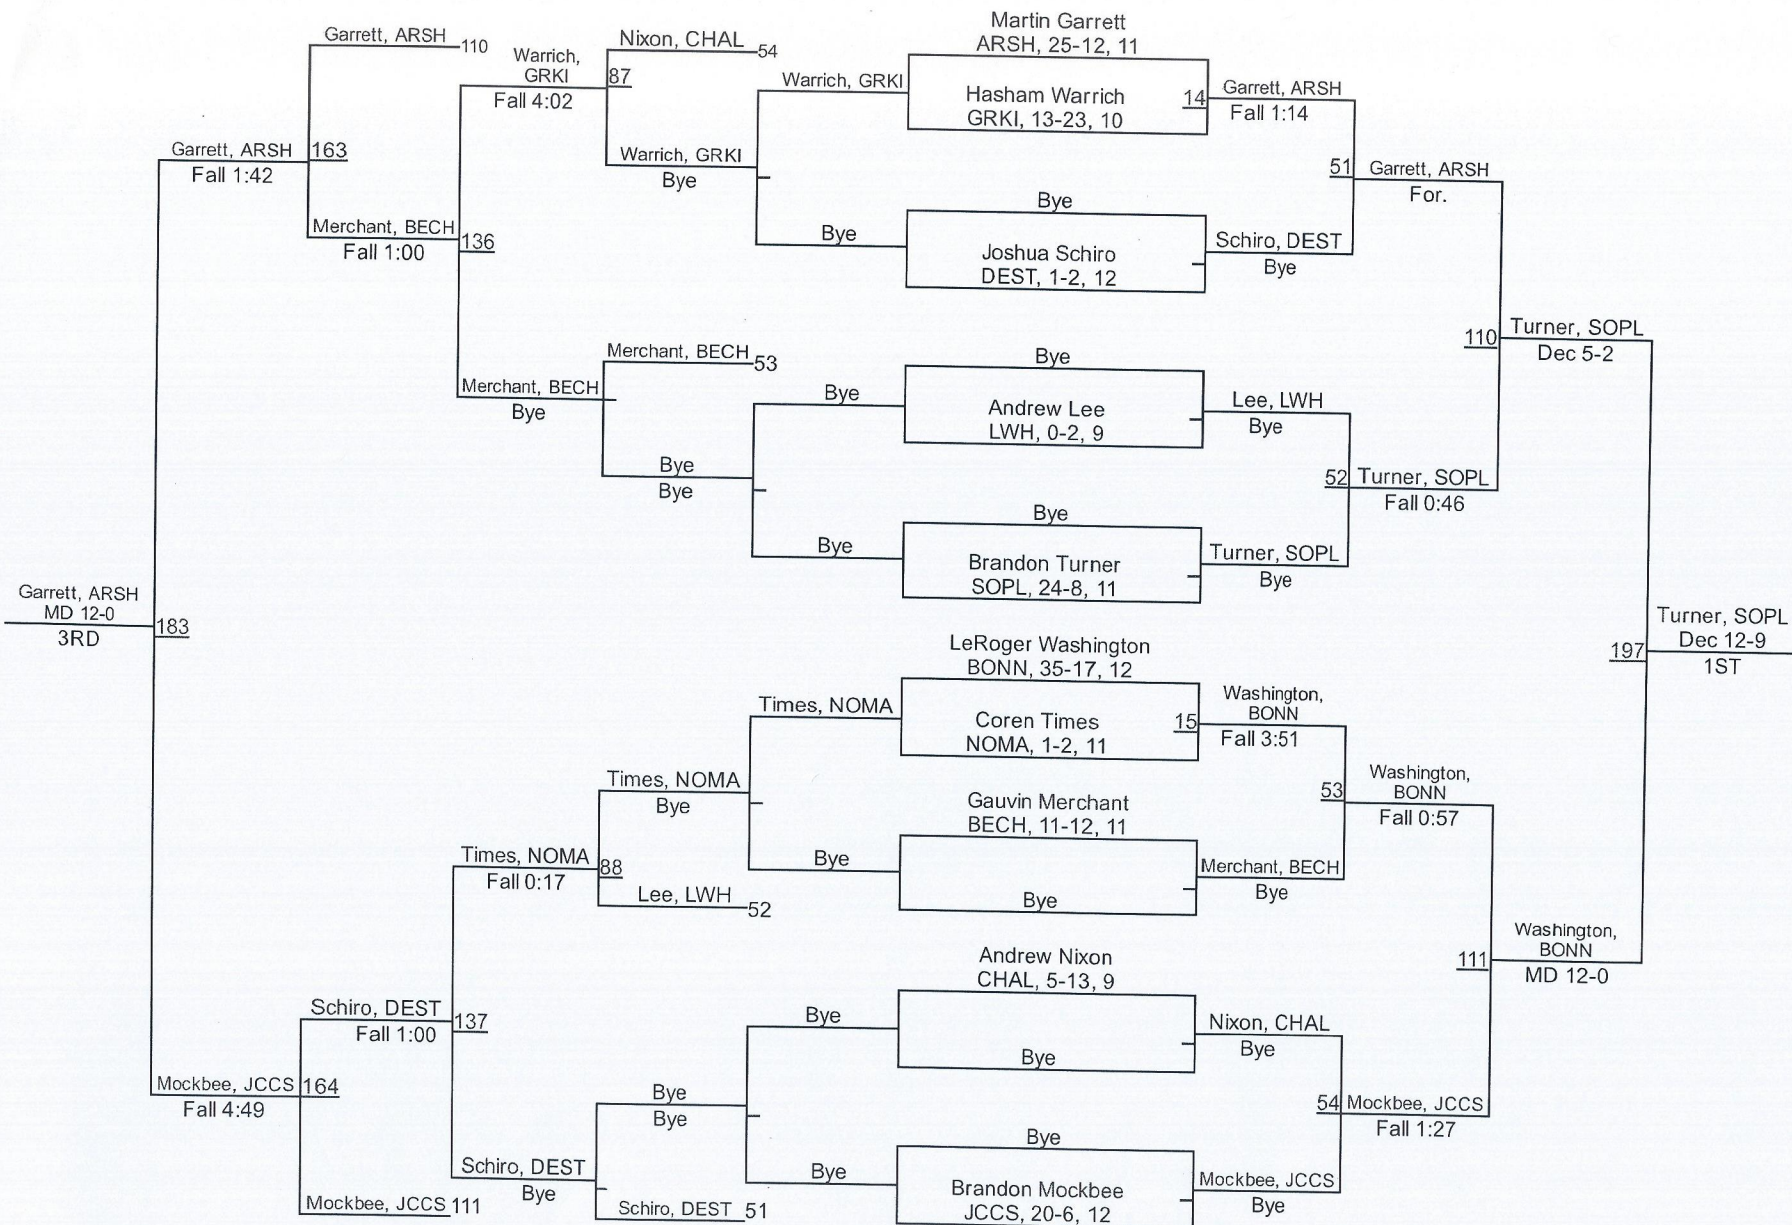 Garrett, ARSH
110
Warrich,
GRKI
87
Fall 4:02
Nixon, CHAL
54
Warrich, GRKI
Bye
Warrich, GRKI
Bye
Garrett, ARSH
163
Fall 1:42
Merchant, BECH
136
Fall 1:00
Merchant, BECH
Bye
Merchant, BECH
53
Bye
Bye
Bye
Bye
Garrett, ARSH
MD 12-0
3RD
183
Times, NOMA
Times, NOMA
Bye
Bye
Times, NOMA
88
Fall 0:17
Lee, LWH
52
Schiro, DEST
137
Fall 1:00
Mockbee, JCCS
164
Fall 4:49
Bye
Bye
Bye
Bye
Schiro, DEST
Bye
Schiro, DEST
51
Mockbee, JCCS
111
Martin Garrett
ARSH, 25-12, 11
Hasham Warrich
GRKI, 13-23, 10
14
Garrett, ARSH
Fall 1:14
Bye
Joshua Schiro
DEST, 1-2, 12
Schiro, DEST
Bye
51
Garrett, ARSH
For.
Bye
Andrew Lee
LWH, 0-2, 9
Lee, LWH
Bye
52
Turner, SOPL
Fall 0:46
Bye
Brandon Turner
SOPL, 24-8, 11
Turner, SOPL
Bye
110
Turner, SOPL
Dec 5-2
LeRoger Washington
BONN, 35-17, 12
Coren Times
NOMA, 1-2, 11
15
Washington,
BONN
Fall 3:51
Gauvin Merchant
BECH, 11-12, 11
Bye
Merchant, BECH
Bye
53
Washington,
BONN
Fall 0:57
Andrew Nixon
CHAL, 5-13, 9
Bye
Nixon, CHAL
Bye
54
Mockbee, JCCS
Fall 1:27
Bye
Brandon Mockbee
JCCS, 20-6, 12
Mockbee, JCCS
Bye
111
Washington,
BONN
MD 12-0
197
Turner, SOPL
Dec 12-9
1ST